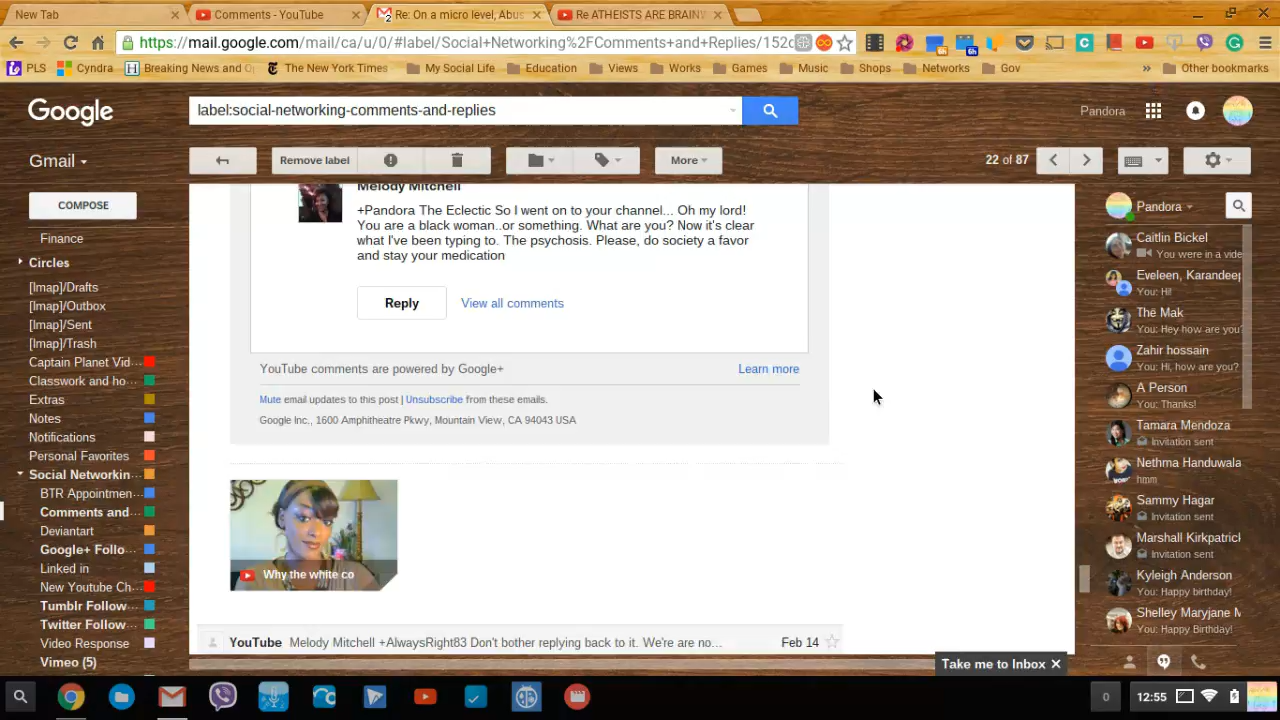 New Tab
Comments - YouTube
2
Re: On a micro level, Abus
Re ATHEISTS ARE BRAINW
https://mail.google.com/mail/ca/u/0/#label/Social+Networking%2FComments+and+Replies/152c
6h
PLS
Cyndra
Breaking News and Op
The New York Times
My Social Life
Education
Views
Works
Games
Music
Shops
Networks
Gov
»
Other bookmarks
Google
label:social-networking-comments-and-replies
Pandora
Gmail
Remove label
More
22 of 87
COMPOSE
Finance
Circles
[Imap]/Drafts
[Imap]/Outbox
[Imap]/Sent
[Imap]/Trash
Captain Planet Vid...
Classwork and ho...
Extras
Notes
Notifications
Personal Favorites
Social Networkin...
BTR Appointmen...
Comments and...
Deviantart
Google+ Follo...
Linked in
New Youtube Ch...
Tumblr Follow...
Twitter Follow...
Video Response
Vimeo (5)
Melody Mitchell
+Pandora The Eclectic So I went on to your channel... Oh my lord!
You are a black woman..or something. What are you? Now it's clear
what I've been typing to. The psychosis. Please, do society a favor
and stay your medication
Reply
View all comments
YouTube comments are powered by Google+
Learn more
Mute email updates to this post | Unsubscribe from these emails.
Google Inc., 1600 Amphitheatre Pkwy, Mountain View, CA 94043 USA
Why the white co
YouTube
Melody Mitchell +AlwaysRight83 Don't bother replying back to it. We're are no...
Feb 14
Pandora
Caitlin Bickel
You were in a vide
Eveleen, Karandeep
You: Hi!
The Mak
You: Hey how are you?
Zahir hossain
You: Hi, how are you?
A Person
You: Thanks!
Tamara Mendoza
Invitation sent
Nethma Handuwala
hmm
Sammy Hagar
Invitation sent
Marshall Kirkpatrick
Invitation sent
Kyleigh Anderson
You: Happy birthday!
Shelley Maryjane M
You: Happy Birthday!
Take me to Inbox
0
12:55